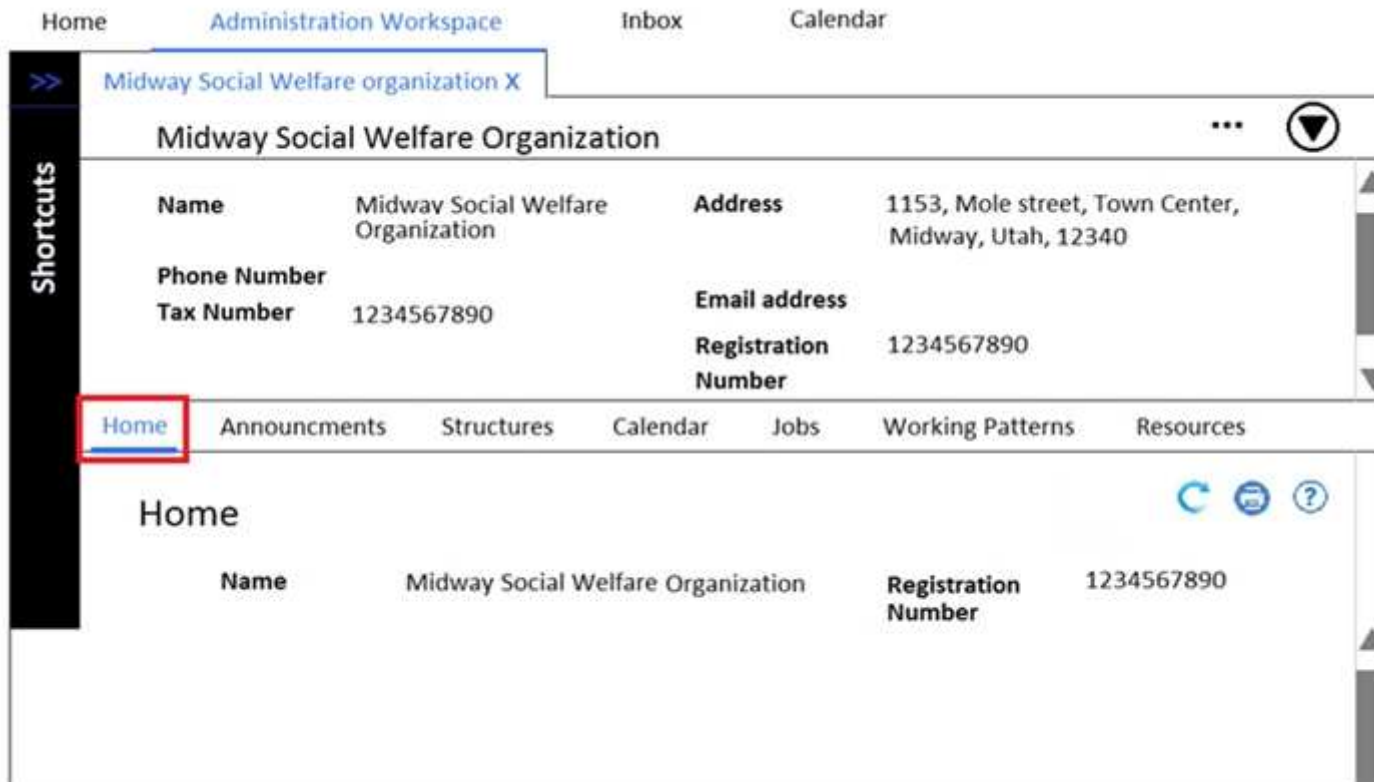 Home Administration Workspace Inbox Calendar
>> Midway Social Welfare organization X
Midway Social Welfare Organization ...
Shortcuts
Name Midway Social Welfare Address 1153, Mole street, Town Center,
Organization Midway, Utah, 12340
Phone Number
Email address
Tax Number 1234567890
Registration 1234567890
Number
Home Announcments Structures Calendar Jobs Working Patterns Resources
Home ?
Name Midway Social Welfare Organization Registration 1234567890
Number